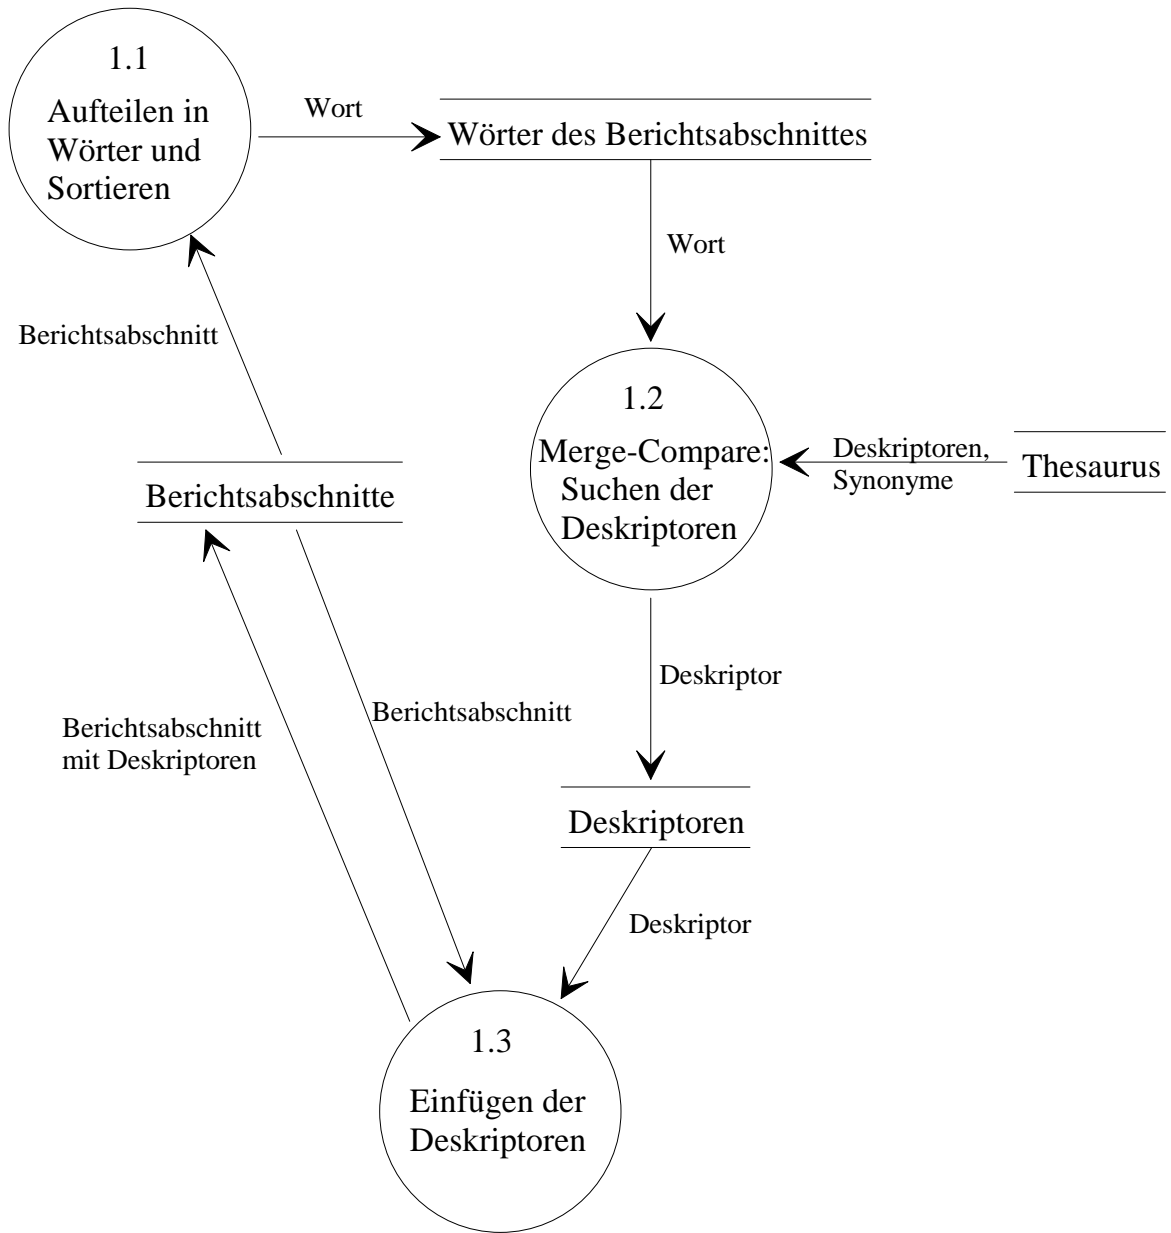 1.1
Aufteilen in
Wörter und
Sortieren
Wort
Wörter des Berichtsabschnittes
Wort
Berichtsabschnitt
1.2
Merge-Compare:
Suchen der
Deskriptoren
Deskriptoren,
Synonyme
Thesaurus
Berichtsabschnitte
Deskriptor
Berichtsabschnitt
mit Deskriptoren
Berichtsabschnitt
Deskriptoren
Deskriptor
1.3
Einfügen der
Deskriptoren